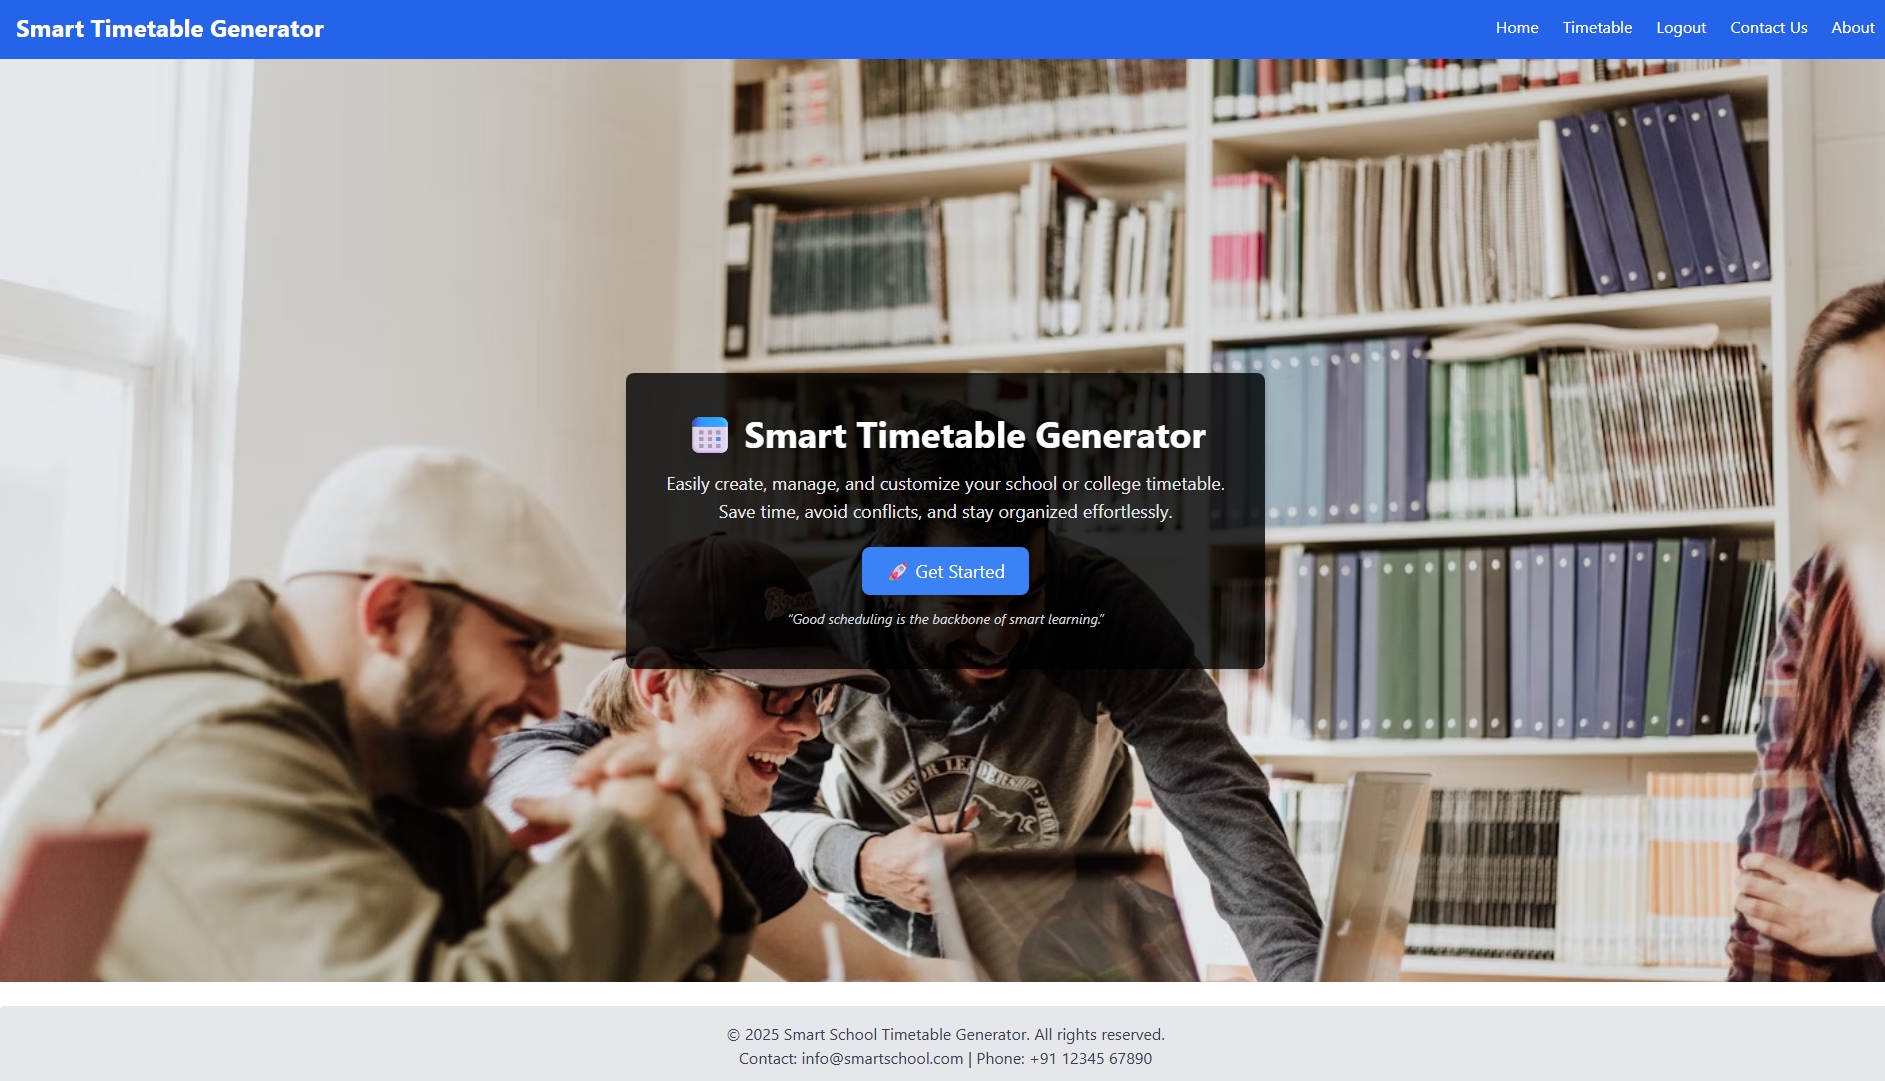 Smart Timetable Generator
Home Timetable Logout Contact Us About
Smart Timetable Generator
Easily create, manage, and customize your school or college timetable.
Save time, avoid conflicts, and stay organized effortlessly.
🚀 Get Started
“Good scheduling is the backbone of smart learning.”
© 2025 Smart School Timetable Generator. All rights reserved.
Contact: info@smartschool.com | Phone: +91 12345 67890